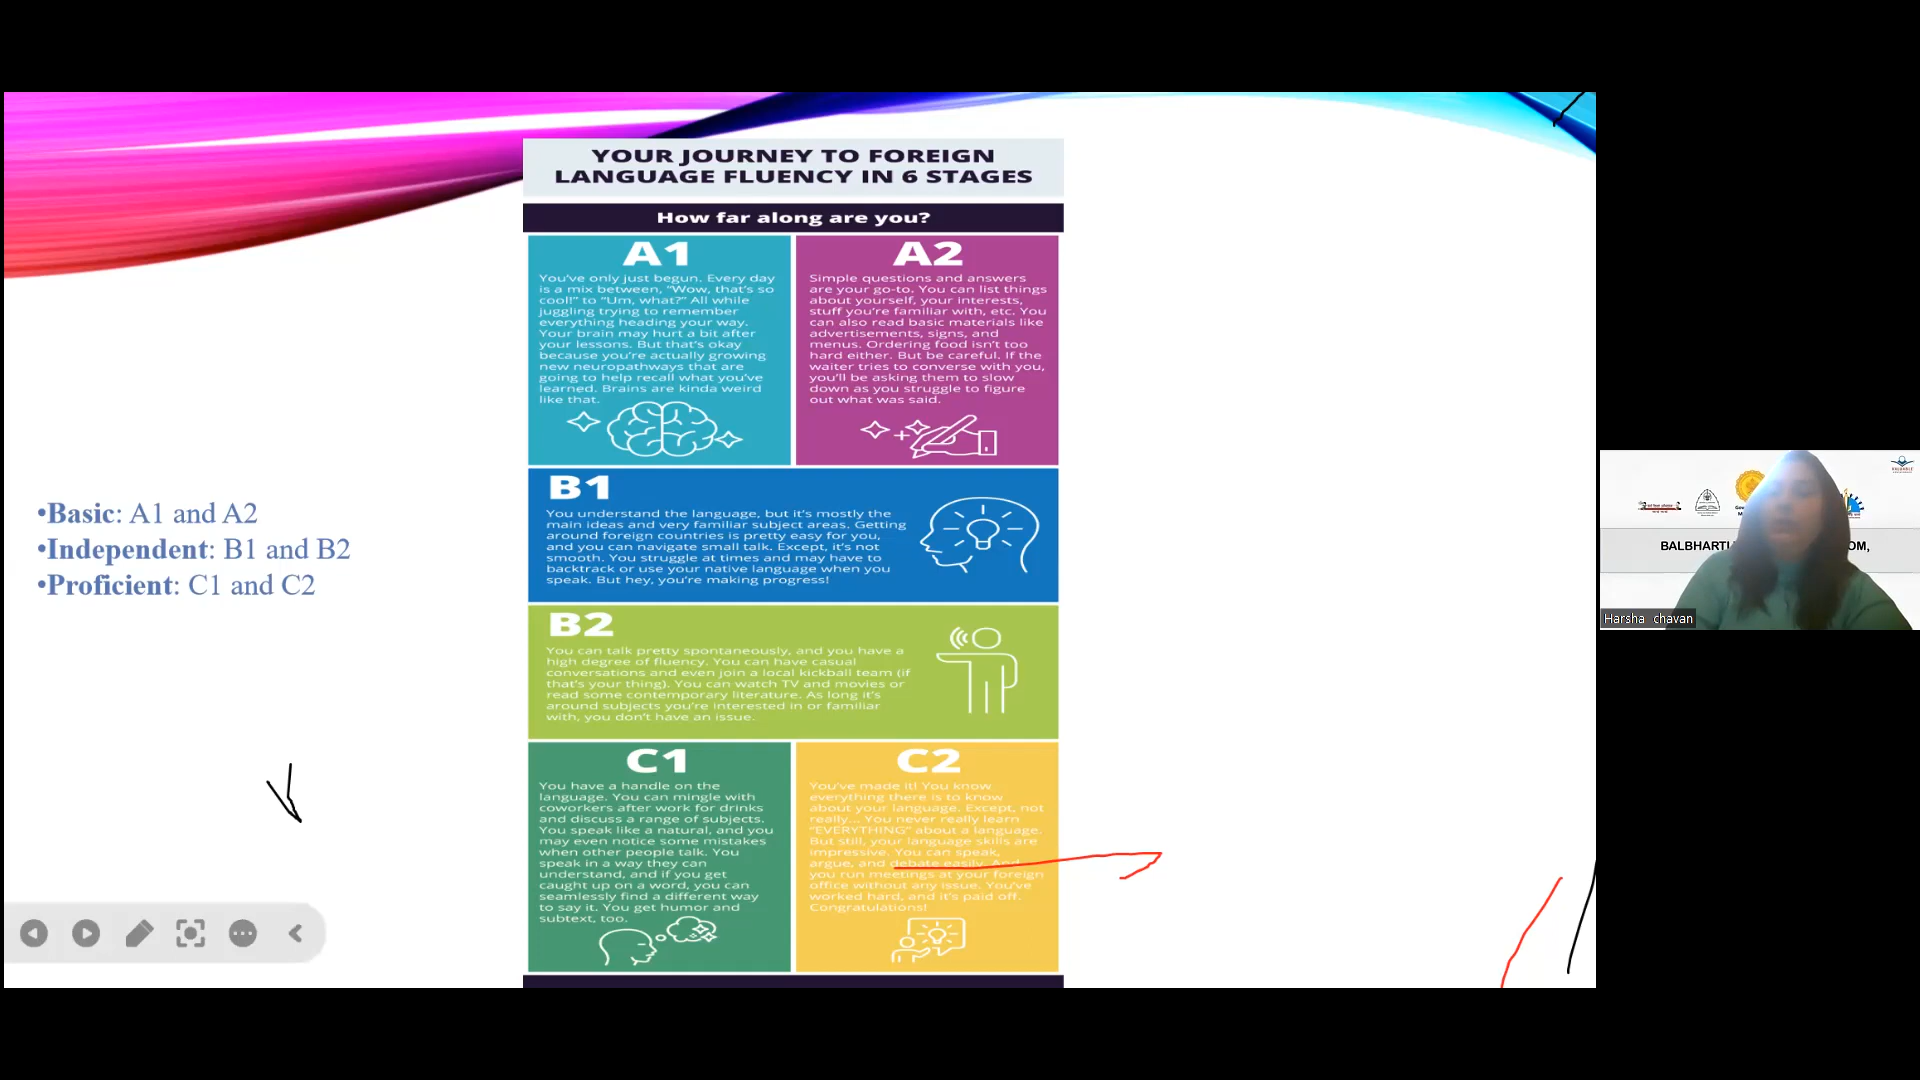 YOUR JOURNEY TO FOREIGN
LANGUAGE FLUENCY IN 6 STAGES
How far along are you?
A1
You've only just begun. Every day
is a mix between, "Wow, that's so
cool!" to "Um, what?" All while
juggling trying to remember
everything heading your way.
Your brain may hurt a bit after
your lessons. But that's okay
because you're actually growing
new neuropathways that are
going to help recall what you've
learned. Brains are kinda weird
like that.
A2
Simple questions and answers
are your go-to. You can list things
about yourself, your interests,
stuff you're familiar with, etc. You
can also read basic materials like
advertisements, signs, and
menus. Ordering food isn't too
hard either. But be careful. If the
waiter tries to converse with you,
you'll be asking them to slow
down as you struggle to figure
out what was said.
B1
You understand the language, but it's mostly the
main ideas and very familiar subject areas. Getting
around foreign countries is pretty easy for you,
and you can navigate small talk. Except, it's not
smooth. You struggle at times and may have to
backtrack or use your native language when you
speak. But hey, you're making progress!
B2
You can talk pretty spontaneously, and you have a
high degree of fluency. You can have casual
conversations and even join a local kickball team (if
that's your thing). You can watch TV and movies or
read some contemporary literature. As long it's
around subjects you're interested in or familiar
with, you don't have an issue.
C1
You have a handle on the
language. You can mingle with
coworkers after work for drinks
and discuss a range of subjects.
You speak like a natural, and you
may even notice some mistakes
when other people talk. You
speak in a way they can
understand, and if you get
caught up on a word, you can
seamlessly find a different way
to say it. You get humor and
subtext, too.
C2
You've made it! You know
everything there is to know
about your language. Except, not
really... You never really learn
"EVERYTHING" about a language.
But still, your language skills are
impressive. You can speak,
argue, and debate easily. And
you run meetings at your foreign
office without any issue. You've
worked hard, and it's paid off.
Congratulations!
•Basic: A1 and A2
•Independent: B1 and B2
•Proficient: C1 and C2
BALBHARTI
OM,
Harsha chavan